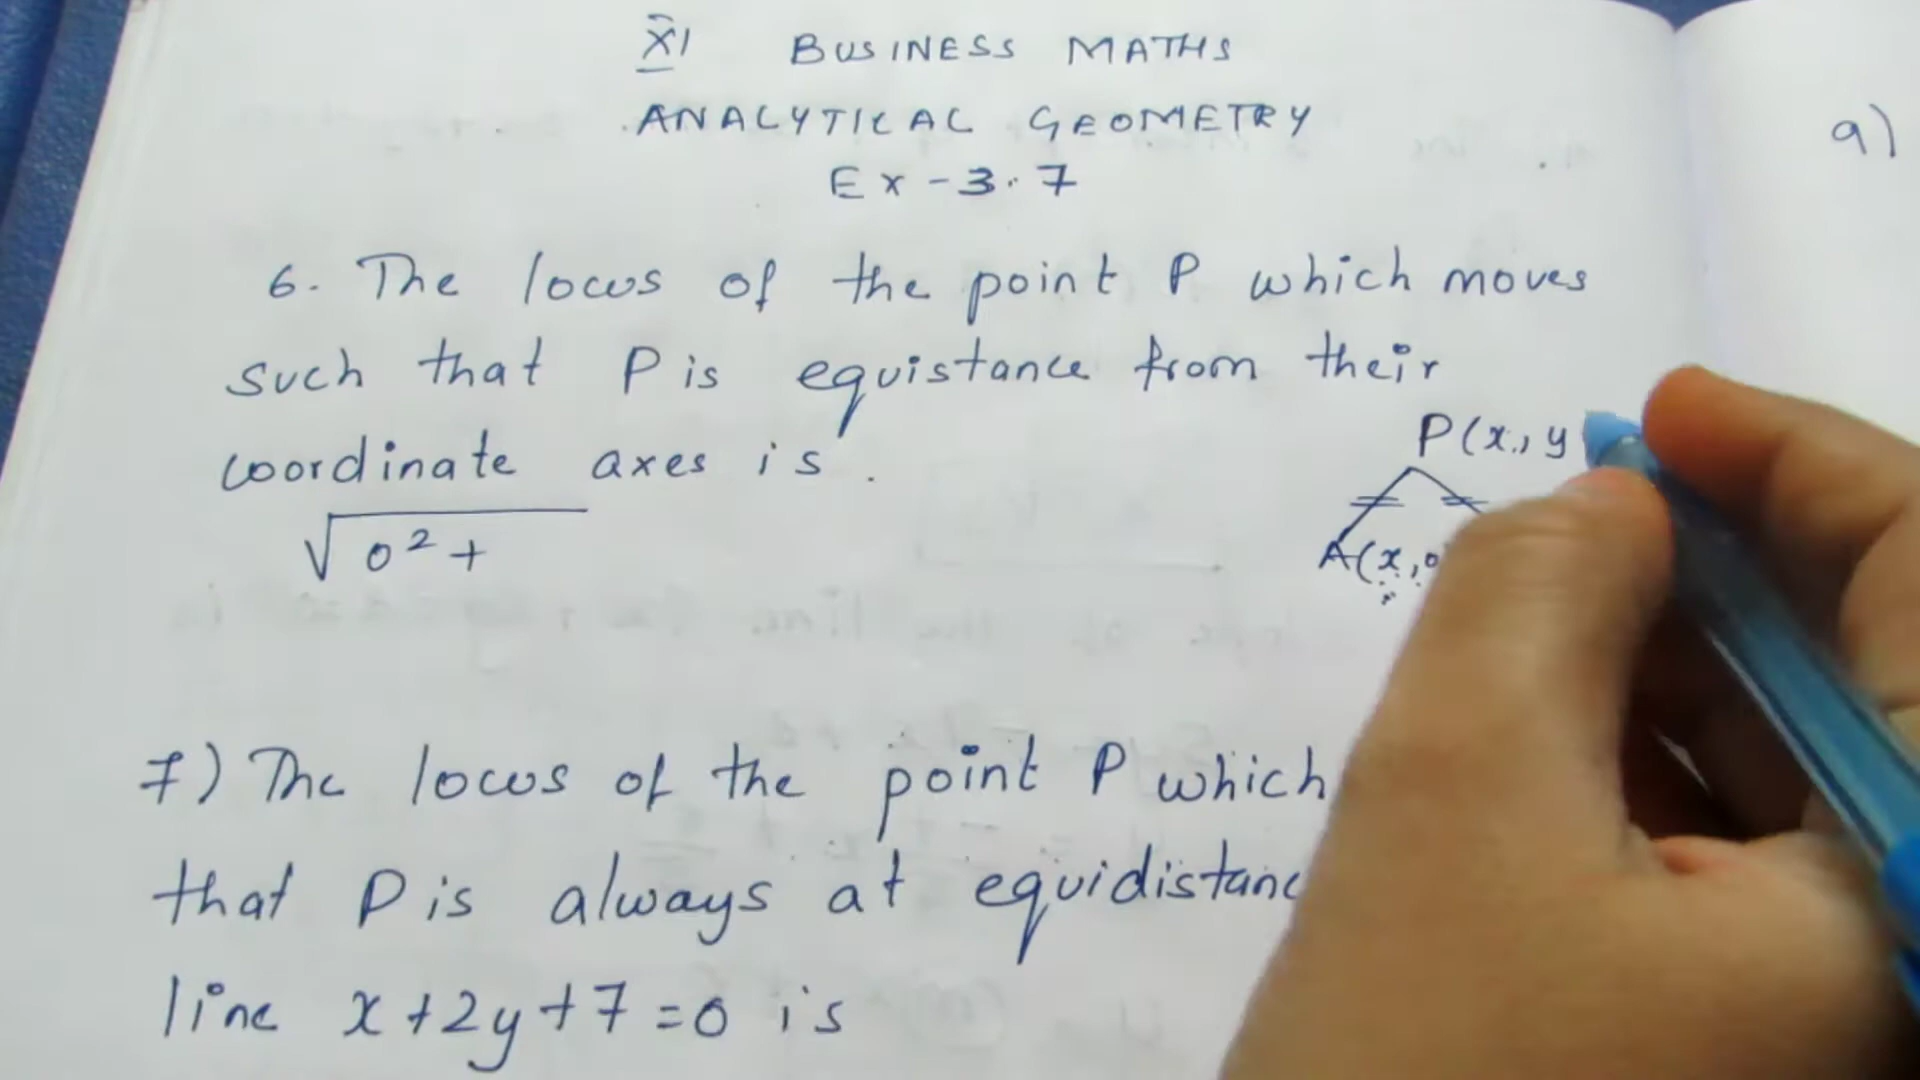 XI BUSINESS MATHS
ANALYTICAL GEOMETRY
Ex - 3.7
9)
6. The locus of the point P which moves
such that P is equistance from their
coordinate axes is.
P(x, y
√0² +
A(x, 0
7) The locus of the point P which
that P is always at equidistanc
line x + 2y + 7 = 0 is